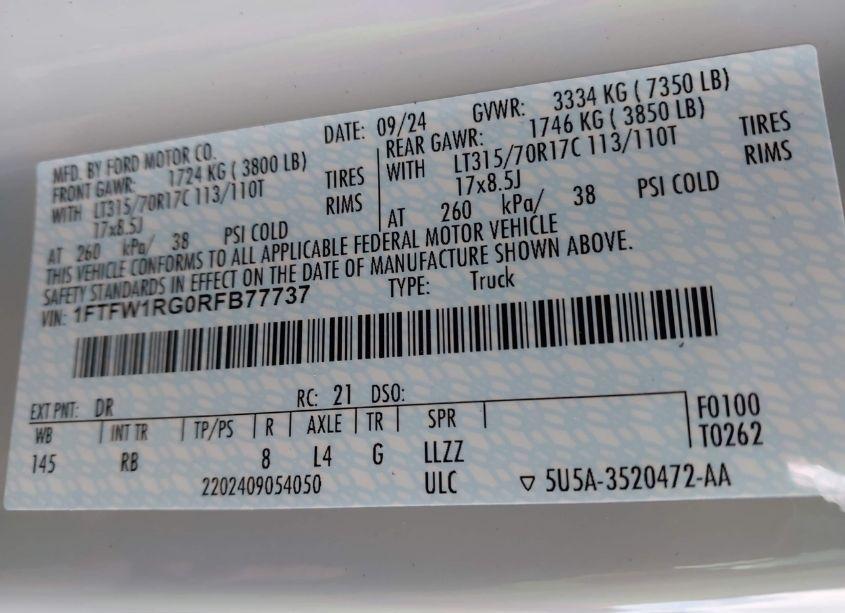 MFD. BY FORD MOTOR CO.
DATE: 09/24
GVWR: 3334 KG ( 7350 LB)
FRONT GAWR: 1724 KG ( 3800 LB)
WITH LT315/70R17C 113/110T TIRES
17x8.5J RIMS
AT 260 kPa/ 38 PSI COLD
REAR GAWR: 1746 KG ( 3850 LB)
WITH LT315/70R17C 113/110T TIRES
17x8.5J RIMS
AT 260 kPa/ 38 PSI COLD
THIS VEHICLE CONFORMS TO ALL APPLICABLE FEDERAL MOTOR VEHICLE
SAFETY STANDARDS IN EFFECT ON THE DATE OF MANUFACTURE SHOWN ABOVE.
VIN: 1FTFW1RG0RFB77737
TYPE: Truck
EXT PNT: DR RC: 21 DSO:
WB INT TR TP/PS R AXLE TR SPR
145 RB 8 L4 G LLZZ
F0100
T0262
2202409054050 ULC ▽ 5U5A-3520472-AA